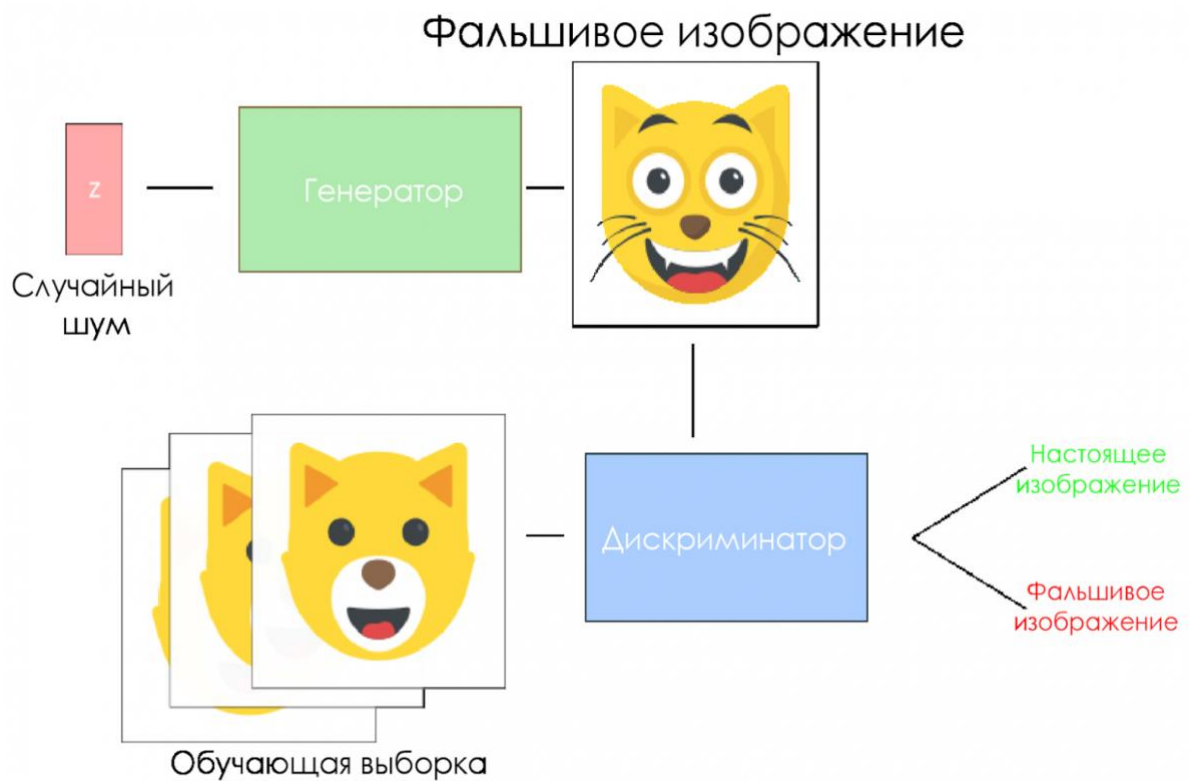 Фальшивое изображение
z
Генератор
Случайный
шум
Настоящее
изображение
Дискриминатор
Фальшивое
изображение
Обучающая выборка